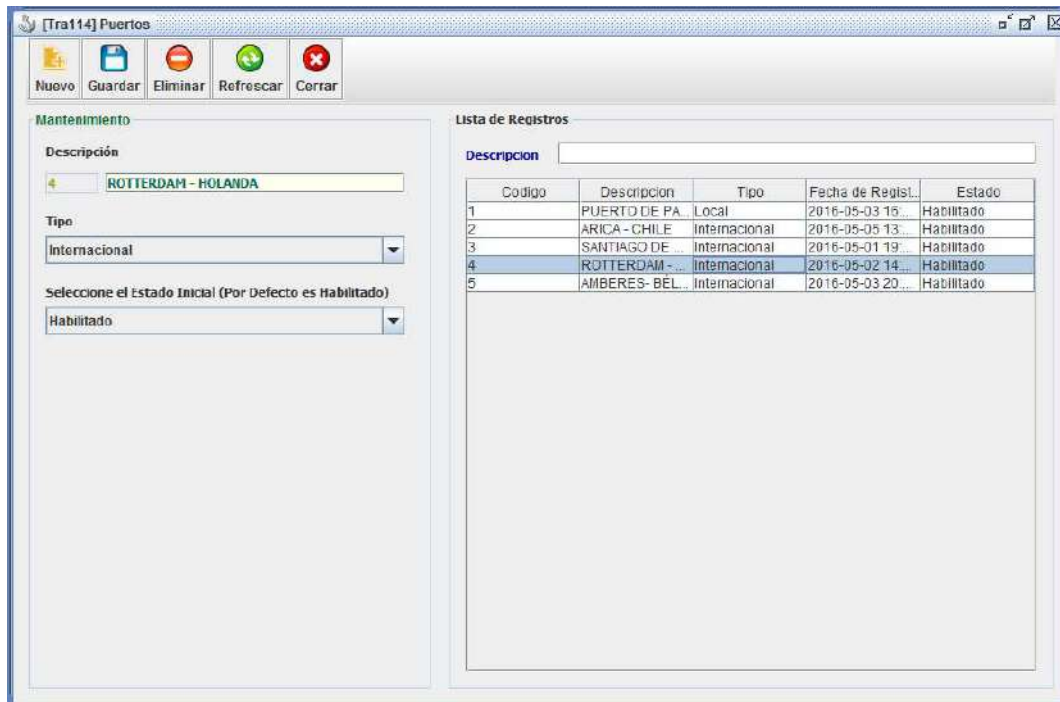 [Tra114] Puertos
Nuevo Guardar Eliminar Refrescar Cerrar
Mantenimiento
Descripción
4 ROTTERDAM - HOLANDA
Tipo
Internacional
Seleccione el Estado Inicial (Por Defecto es Habilitado)
Habilitado
Lista de Registros
Descripcion
Codigo Descripcion Tipo Fecha de Regist... Estado
1 PUERTO DE PA... Local 2016-05-03 15:... Habilitado
2 ARICA - CHILE Internacional 2016-05-05 13:... Habilitado
3 SANTIAGO DE ... Internacional 2016-05-01 19:... Habilitado
4 ROTTERDAM - ... Internacional 2016-05-02 14:... Habilitado
5 AMBERES- BÉL... Internacional 2016-05-03 20:... Habilitado